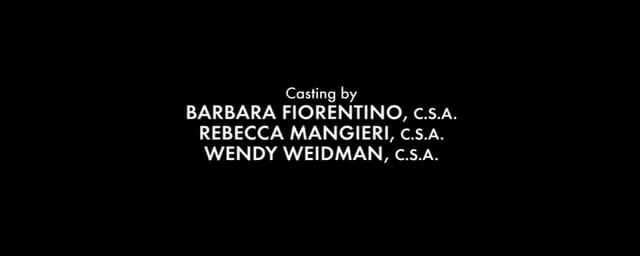 Casting by
BARBARA FIORENTINO, C.S.A.
REBECCA MANGIERI, C.S.A.
WENDY WEIDMAN, C.S.A.